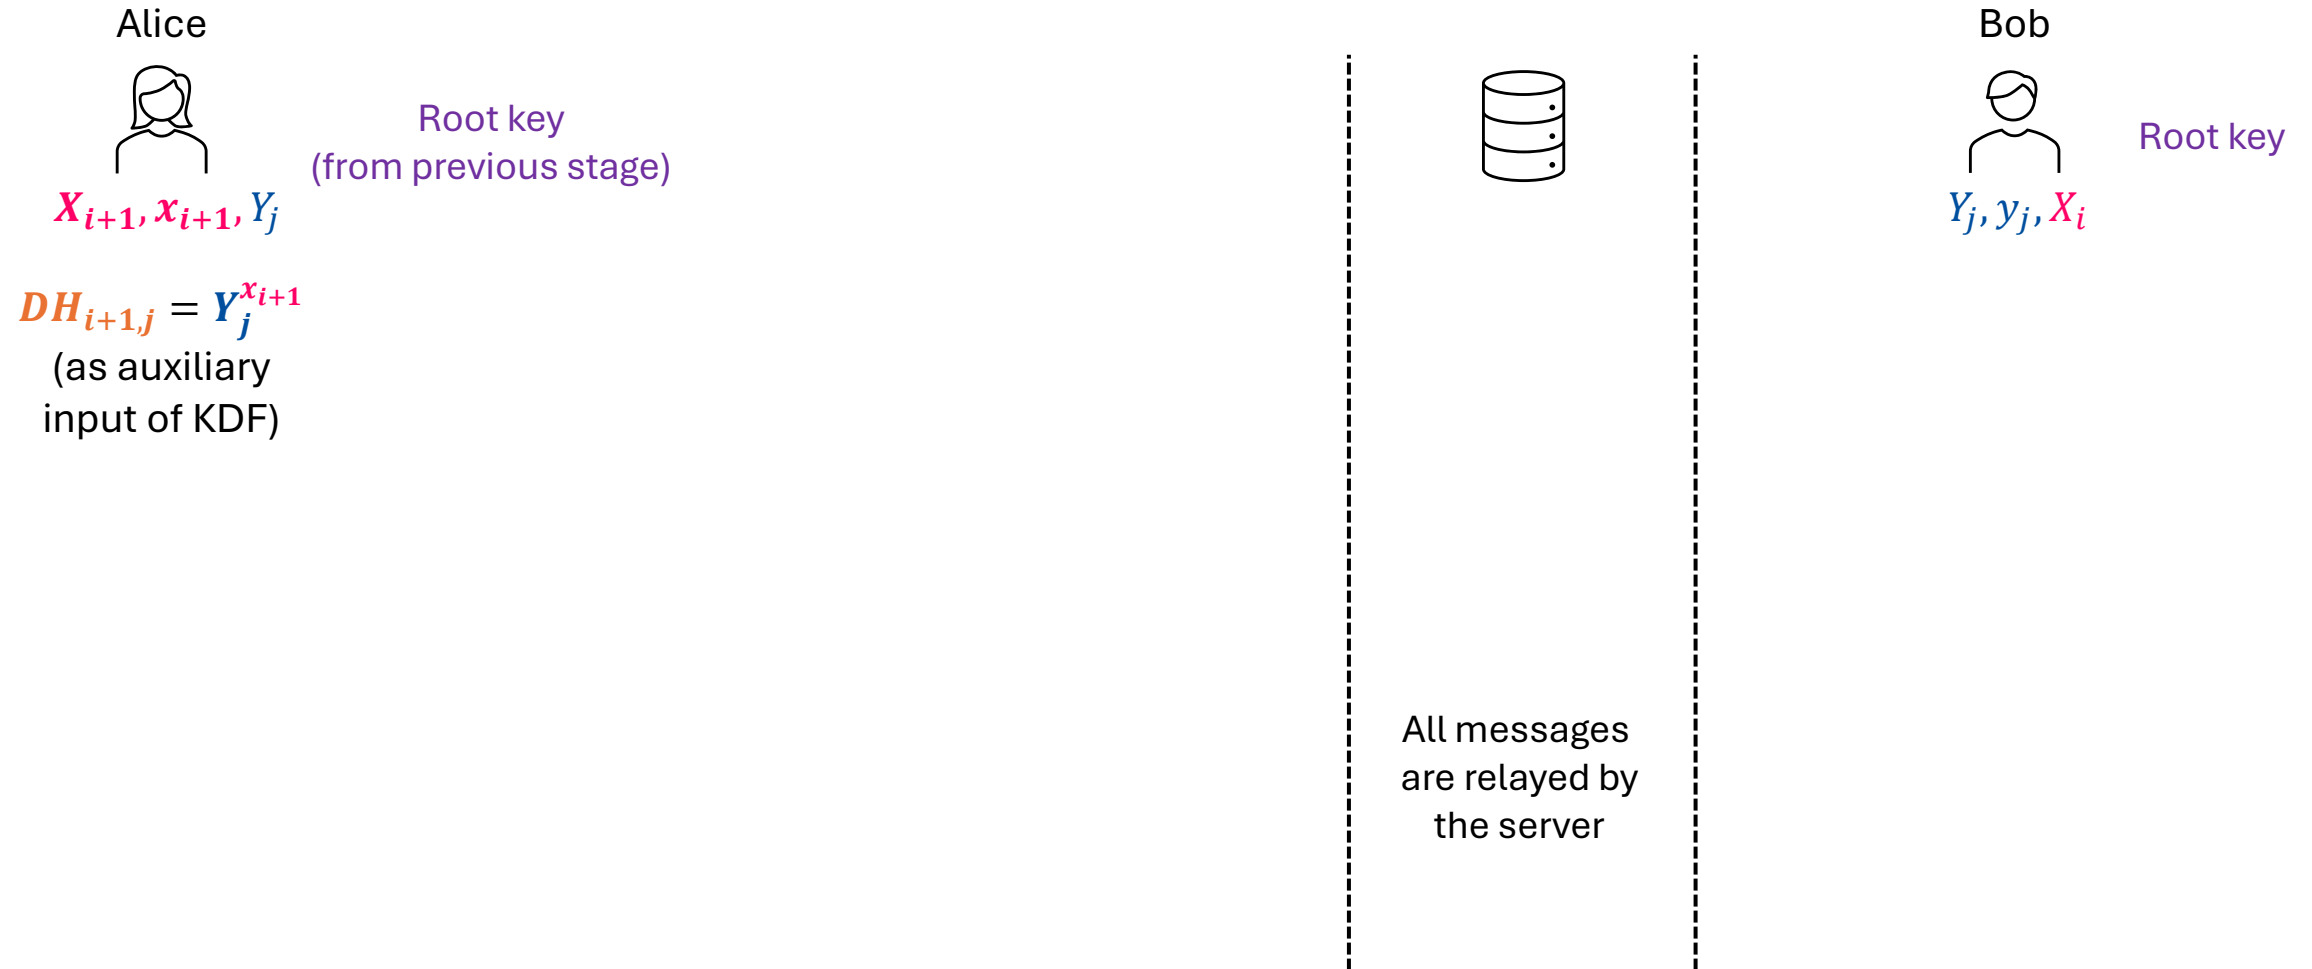 Alice
Bob
Root key
(from previous stage)
Root key
X_{i+1}, x_{i+1}, Y_j
Y_j, y_j, X_i
DH_{i+1,j} = Y_j^{x_{i+1}}
(as auxiliary
input of KDF)
All messages
are relayed by
the server